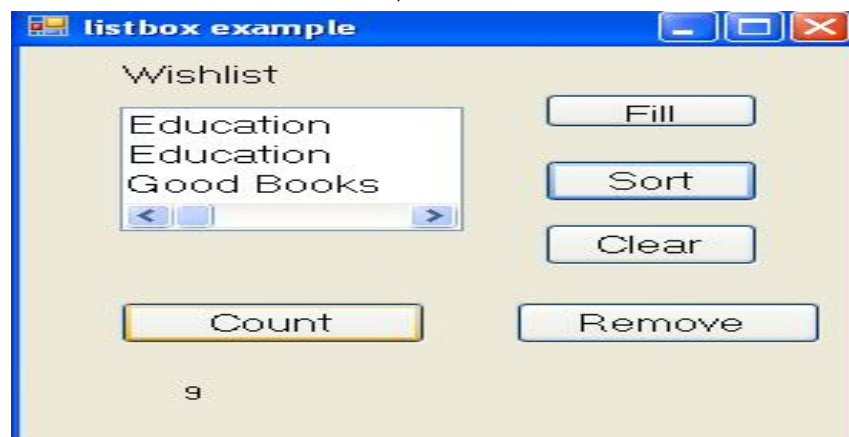 listbox example
Wishlist
Fill
Education
Education
Sort
Good Books
Clear
Count
Remove
9